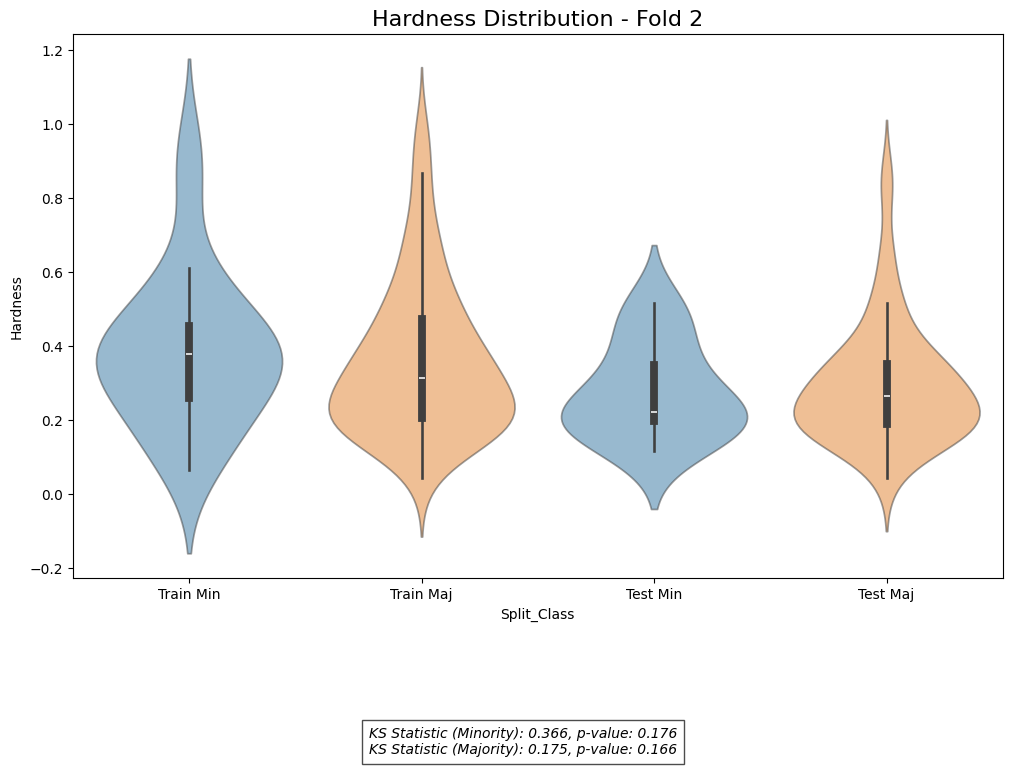 Hardness Distribution - Fold 2
Hardness
1.2
1.0
0.8
0.6
0.4
0.2
0.0
−0.2
Train Min
Train Maj
Test Min
Test Maj
Split_Class
KS Statistic (Minority): 0.366, p-value: 0.176
KS Statistic (Majority): 0.175, p-value: 0.166